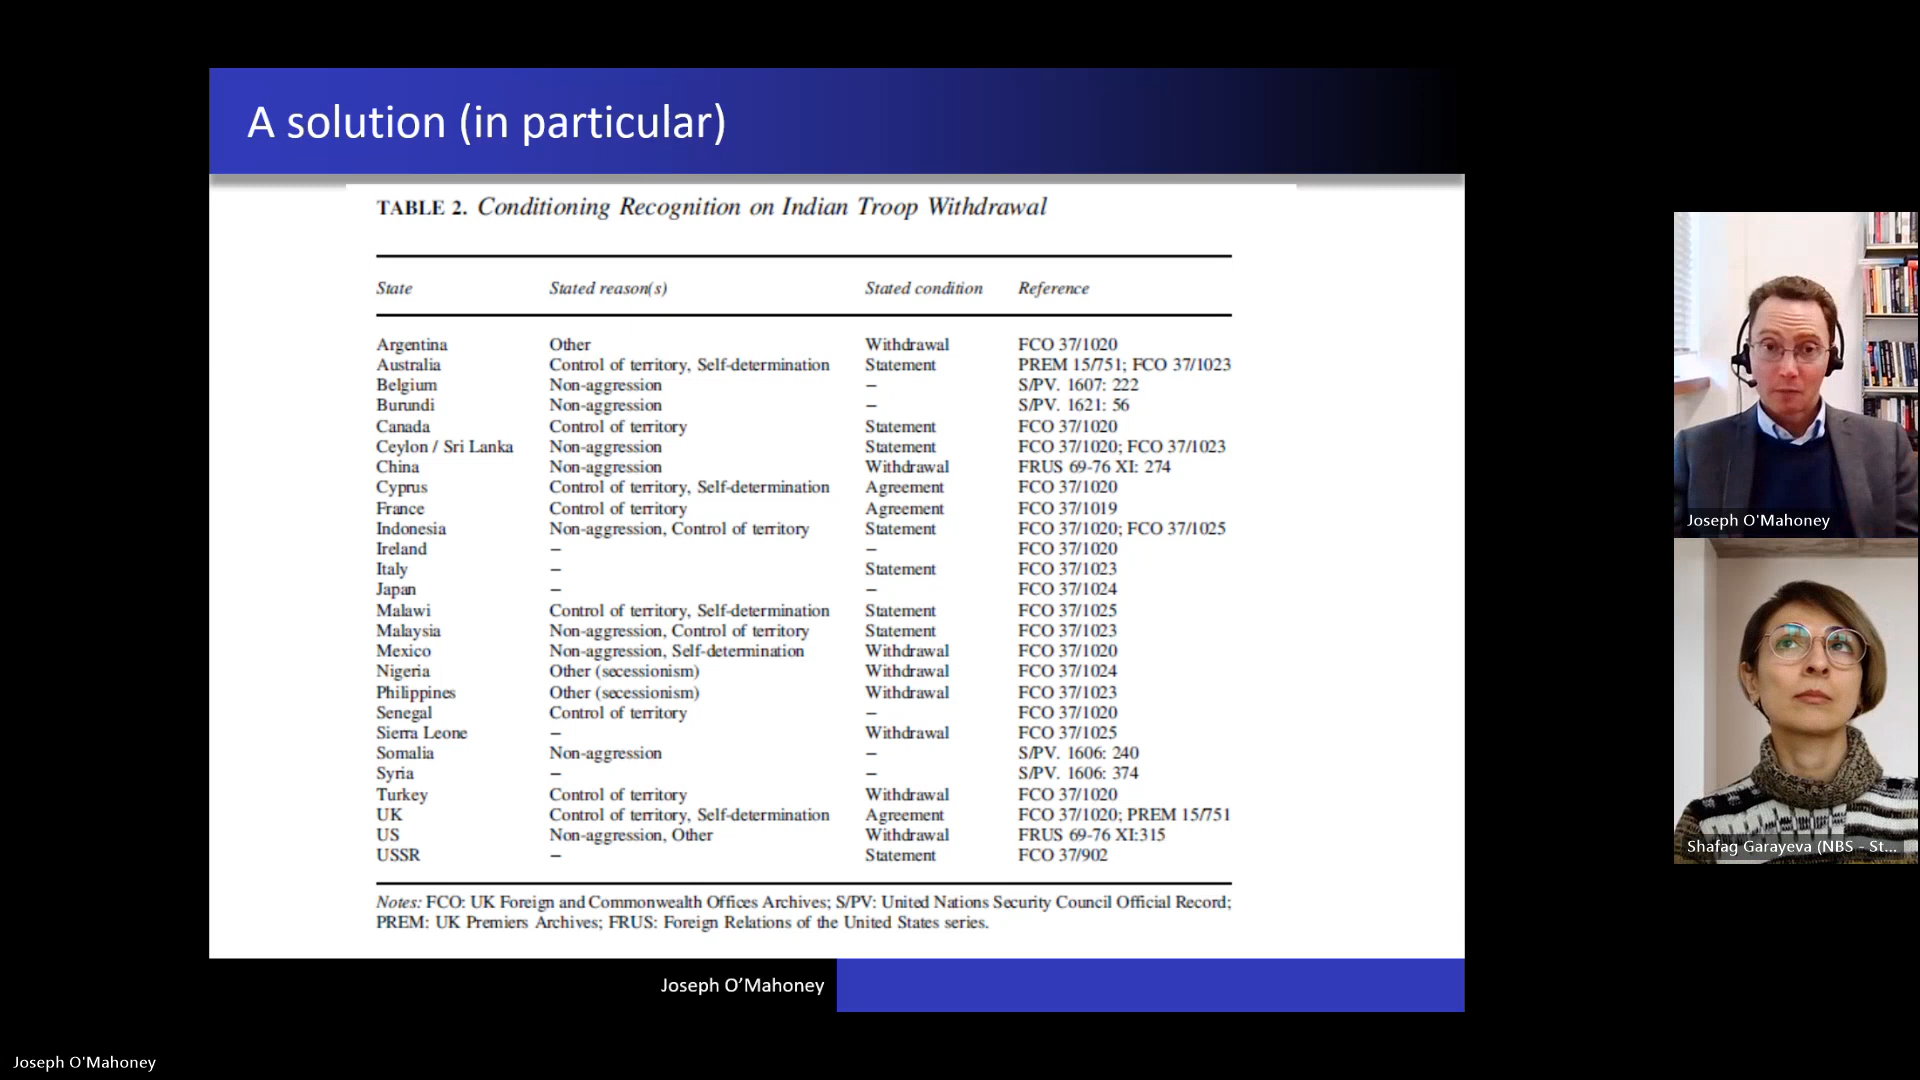 A solution (in particular)
TABLE 2. Conditioning Recognition on Indian Troop Withdrawal
State Stated reason(s) Stated condition Reference
Argentina Other Withdrawal FCO 37/1020
Australia Control of territory, Self-determination Statement PREM 15/751; FCO 37/1023
Belgium Non-aggression – S/PV. 1607: 222
Burundi Non-aggression – S/PV. 1621: 56
Canada Control of territory Statement FCO 37/1020
Ceylon / Sri Lanka Non-aggression Statement FCO 37/1020; FCO 37/1023
China Non-aggression Withdrawal FRUS 69-76 XI: 274
Cyprus Control of territory, Self-determination Agreement FCO 37/1020
France Control of territory Agreement FCO 37/1019
Indonesia Non-aggression, Control of territory Statement FCO 37/1020; FCO 37/1025
Ireland – – FCO 37/1020
Italy – Statement FCO 37/1023
Japan – – FCO 37/1024
Malawi Control of territory, Self-determination Statement FCO 37/1025
Malaysia Non-aggression, Control of territory Statement FCO 37/1023
Mexico Non-aggression, Self-determination Withdrawal FCO 37/1020
Nigeria Other (secessionism) Withdrawal FCO 37/1024
Philippines Other (secessionism) Withdrawal FCO 37/1023
Senegal Control of territory – FCO 37/1020
Sierra Leone – Withdrawal FCO 37/1025
Somalia Non-aggression – S/PV. 1606: 240
Syria – – S/PV. 1606: 374
Turkey Control of territory Withdrawal FCO 37/1020
UK Control of territory, Self-determination Agreement FCO 37/1020; PREM 15/751
US Non-aggression, Other Withdrawal FRUS 69-76 XI:315
USSR – Statement FCO 37/902
Notes: FCO: UK Foreign and Commonwealth Offices Archives; S/PV: United Nations Security Council Official Record;
PREM: UK Premiers Archives; FRUS: Foreign Relations of the United States series.
Joseph O’Mahoney
Joseph O'Mahoney
Shafag Garayeva (NBS - St...
Joseph O'Mahoney